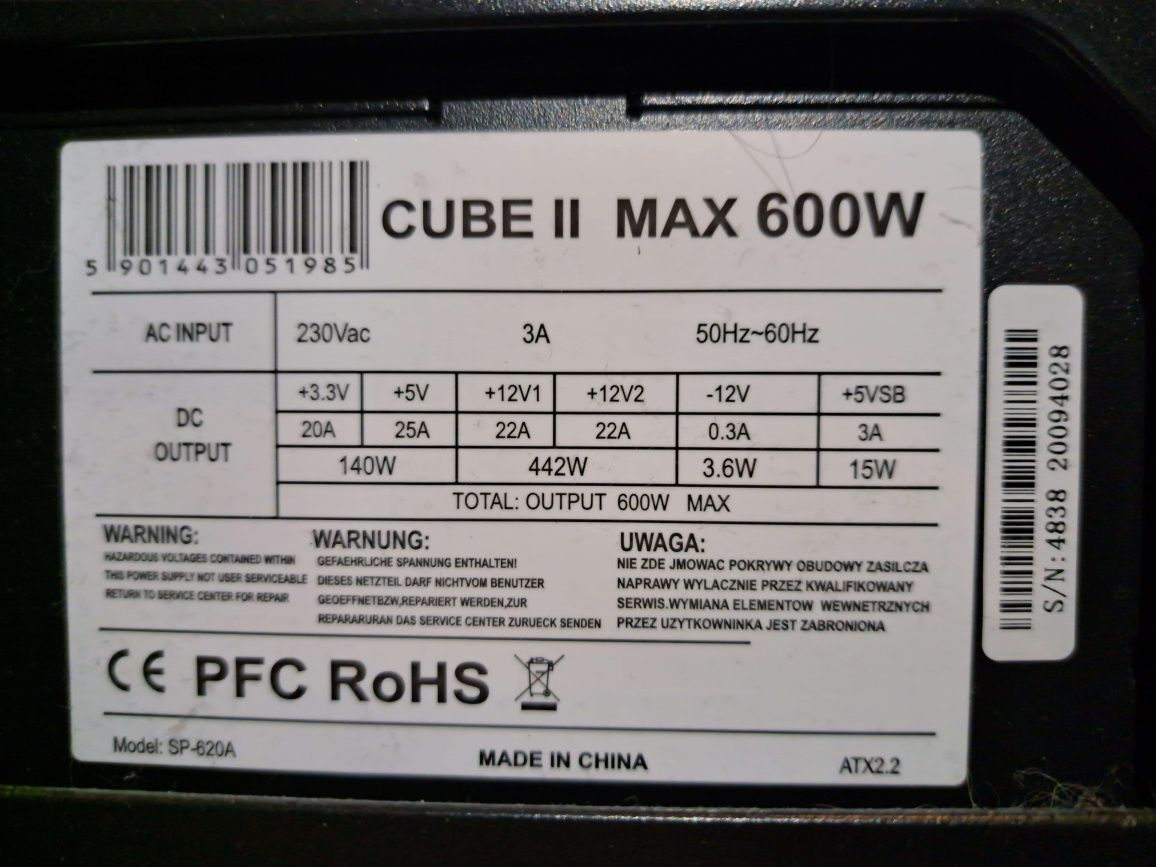 CUBE II MAX 600W
5 901443 051985
AC INPUT 230Vac 3A 50Hz~60Hz
DC OUTPUT
+3.3V +5V +12V1 +12V2 -12V +5VSB
20A 25A 22A 22A 0.3A 3A
140W 442W 3.6W 15W
TOTAL: OUTPUT 600W MAX
WARNING:
HAZARDOUS VOLTAGES CONTAINED WITHIN
THIS POWER SUPPLY NOT USER SERVICEABLE
RETURN TO SERVICE CENTER FOR REPAIR
WARNUNG:
GEFAEHRLICHE SPANNUNG ENTHALTEN!
DIESES NETZTEIL DARF NICHTVOM BENUTZER
GEOEFFNETBZW,REPARIERT WERDEN,ZUR
REPARARURAN DAS SERVICE CENTER ZURUECK SENDEN
UWAGA:
NIE ZDE JMOWAC POKRYWY OBUDOWY ZASILCZA
NAPRAWY WYLACZNIE PRZEZ KWALIFIKOWANY
SERWIS.WYMIANA ELEMENTOW WEWNETRZNYCH
PRZEZ UZYTKOWNINKA JEST ZABRONIONA
CE PFC RoHS
Model: SP-620A
MADE IN CHINA
ATX2.2
S/N:4838 20094028